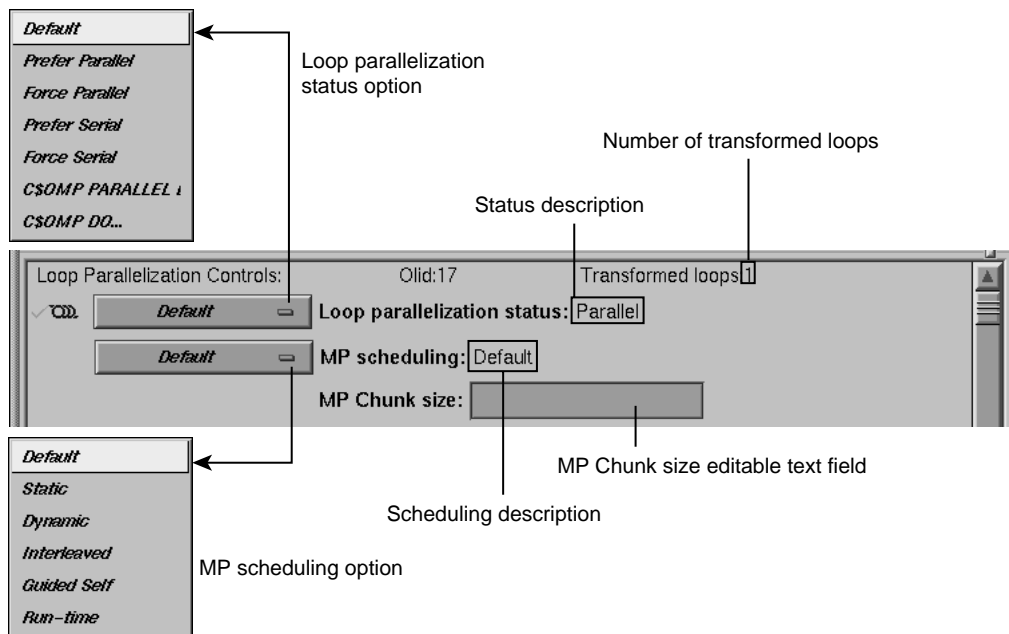 Default
Prefer Parallel
Force Parallel
Prefer Serial
Force Serial
C$OMP PARALLEL
C$OMP DO...
Loop parallelization
status option
Number of transformed loops
Status description
Loop Parallelization Controls: Olid:17 Transformed loops 1
Default Loop parallelization status: Parallel
Default MP scheduling: Default
MP Chunk size:
Default
Static
Dynamic
Interleaved
Guided Self
Run-time
MP Chunk size editable text field
Scheduling description
MP scheduling option